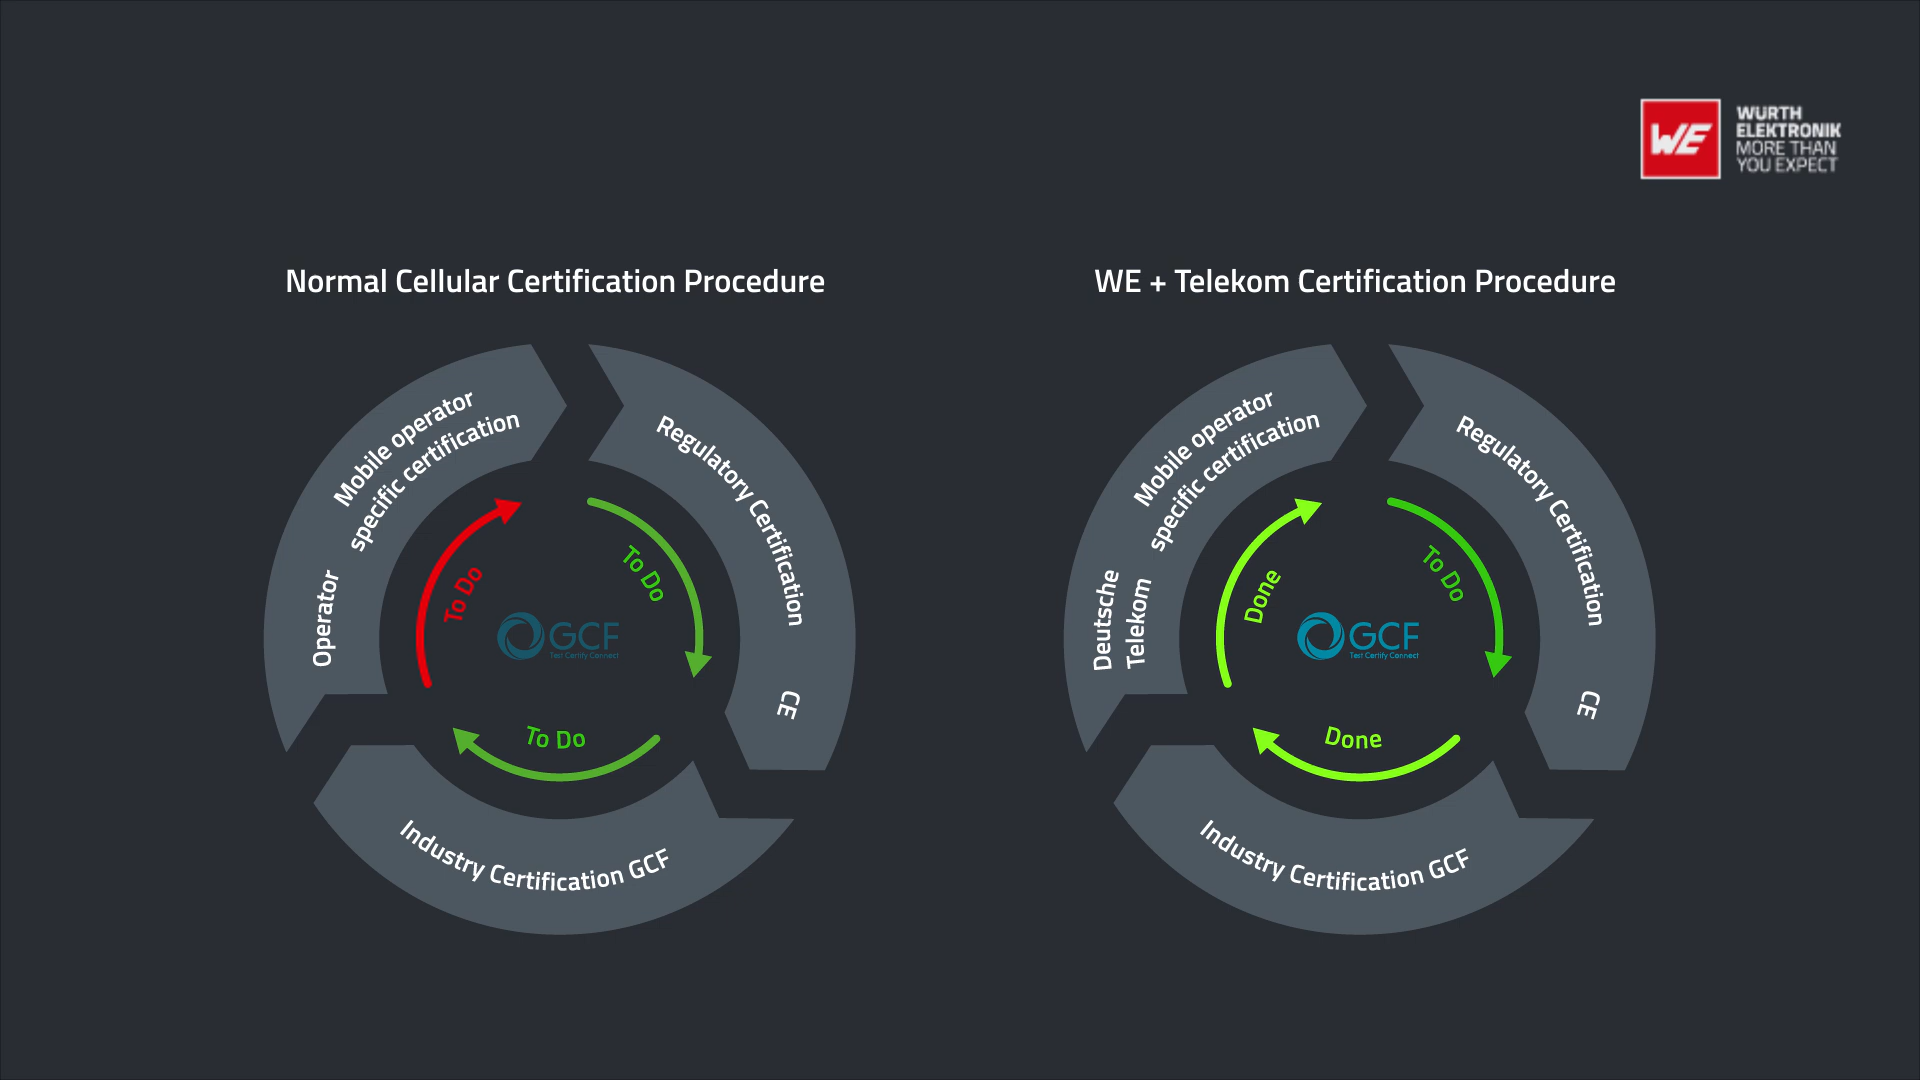 WURTH
ELEKTRONIK
MORE THAN
YOU EXPECT
WE
Normal Cellular Certification Procedure
Mobile operator
specific certification
Operator
Regulatory Certification
CE
Industry Certification GCF
To Do
To Do
To Do
GCF
Test Certify Connect
WE + Telekom Certification Procedure
Mobile operator
specific certification
Deutsche
Telekom
Regulatory Certification
CE
Industry Certification GCF
Done
To Do
Done
GCF
Test Certify Connect